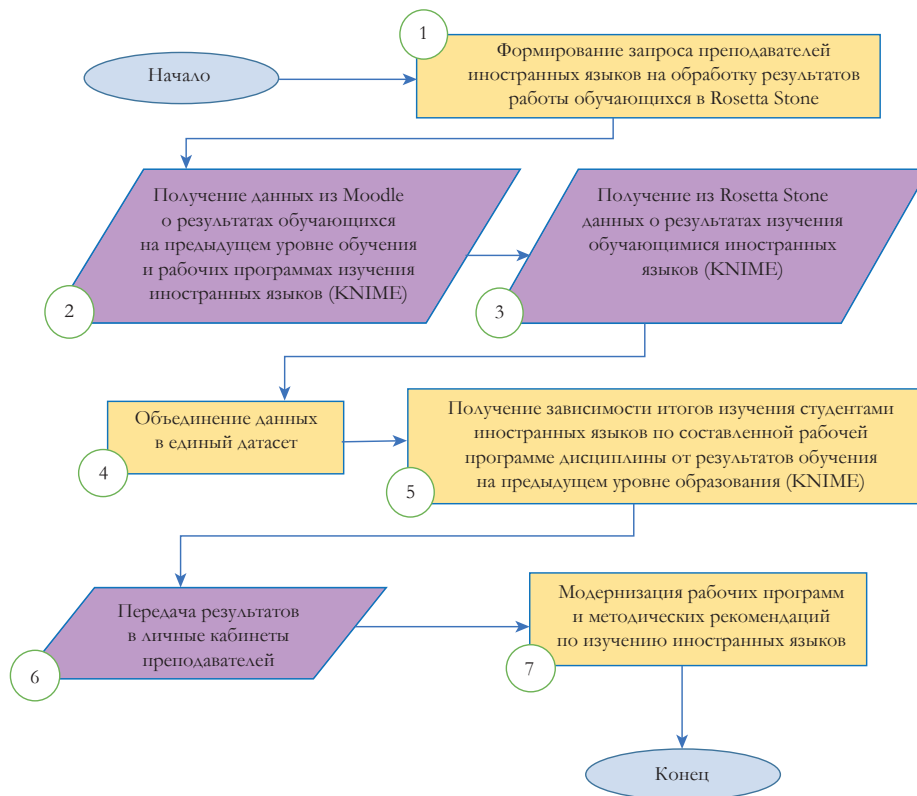 Начало
1
Формирование запроса преподавателей
иностранных языков на обработку результатов
работы обучающихся в Rosetta Stone
Получение данных из Moodle
о результатах обучающихся
на предыдущем уровне обучения
и рабочих программах изучения
иностранных языков (KNIME)
2
Получение из Rosetta Stone
данных о результатах изучения
обучающимися иностранных
языков (KNIME)
3
Объединение данных
в единый датасет
4
Получение зависимости итогов изучения студентами
иностранных языков по составленной рабочей
программе дисциплины от результатов обучения
на предыдущем уровне образования (KNIME)
5
Передача результатов
в личные кабинеты
преподавателей
6
Модернизация рабочих программ
и методических рекомендаций
по изучению иностранных языков
7
Конец